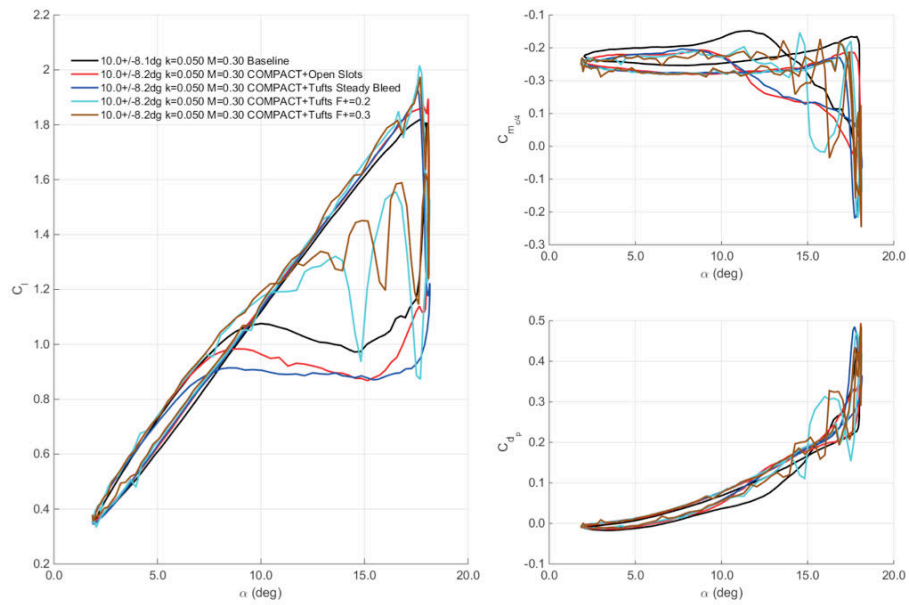 2.2
2
1.8
1.6
1.4
1.2
1.0
0.8
0.6
0.4
0.2
C_l
10.0+/-8.1dg k=0.050 M=0.30 Baseline
10.0+/-8.2dg k=0.050 M=0.30 COMPACT+Open Slots
10.0+/-8.2dg k=0.050 M=0.30 COMPACT+Tufts Steady Bleed
10.0+/-8.2dg k=0.050 M=0.30 COMPACT+Tufts F+=0.2
10.0+/-8.2dg k=0.050 M=0.30 COMPACT+Tufts F+=0.3
0.0 5.0 10.0 15.0 20.0
α (deg)
-0.2
-0.3
-0.1
0.0
-0.1
-0.2
-0.3
C_m_c/4
0.0 5.0 10.0 15.0 20.0
α (deg)
0.5
0.4
0.3
0.2
0.1
0.0
-0.1
C_d_p
0.0 5.0 10.0 15.0 20.0
α (deg)